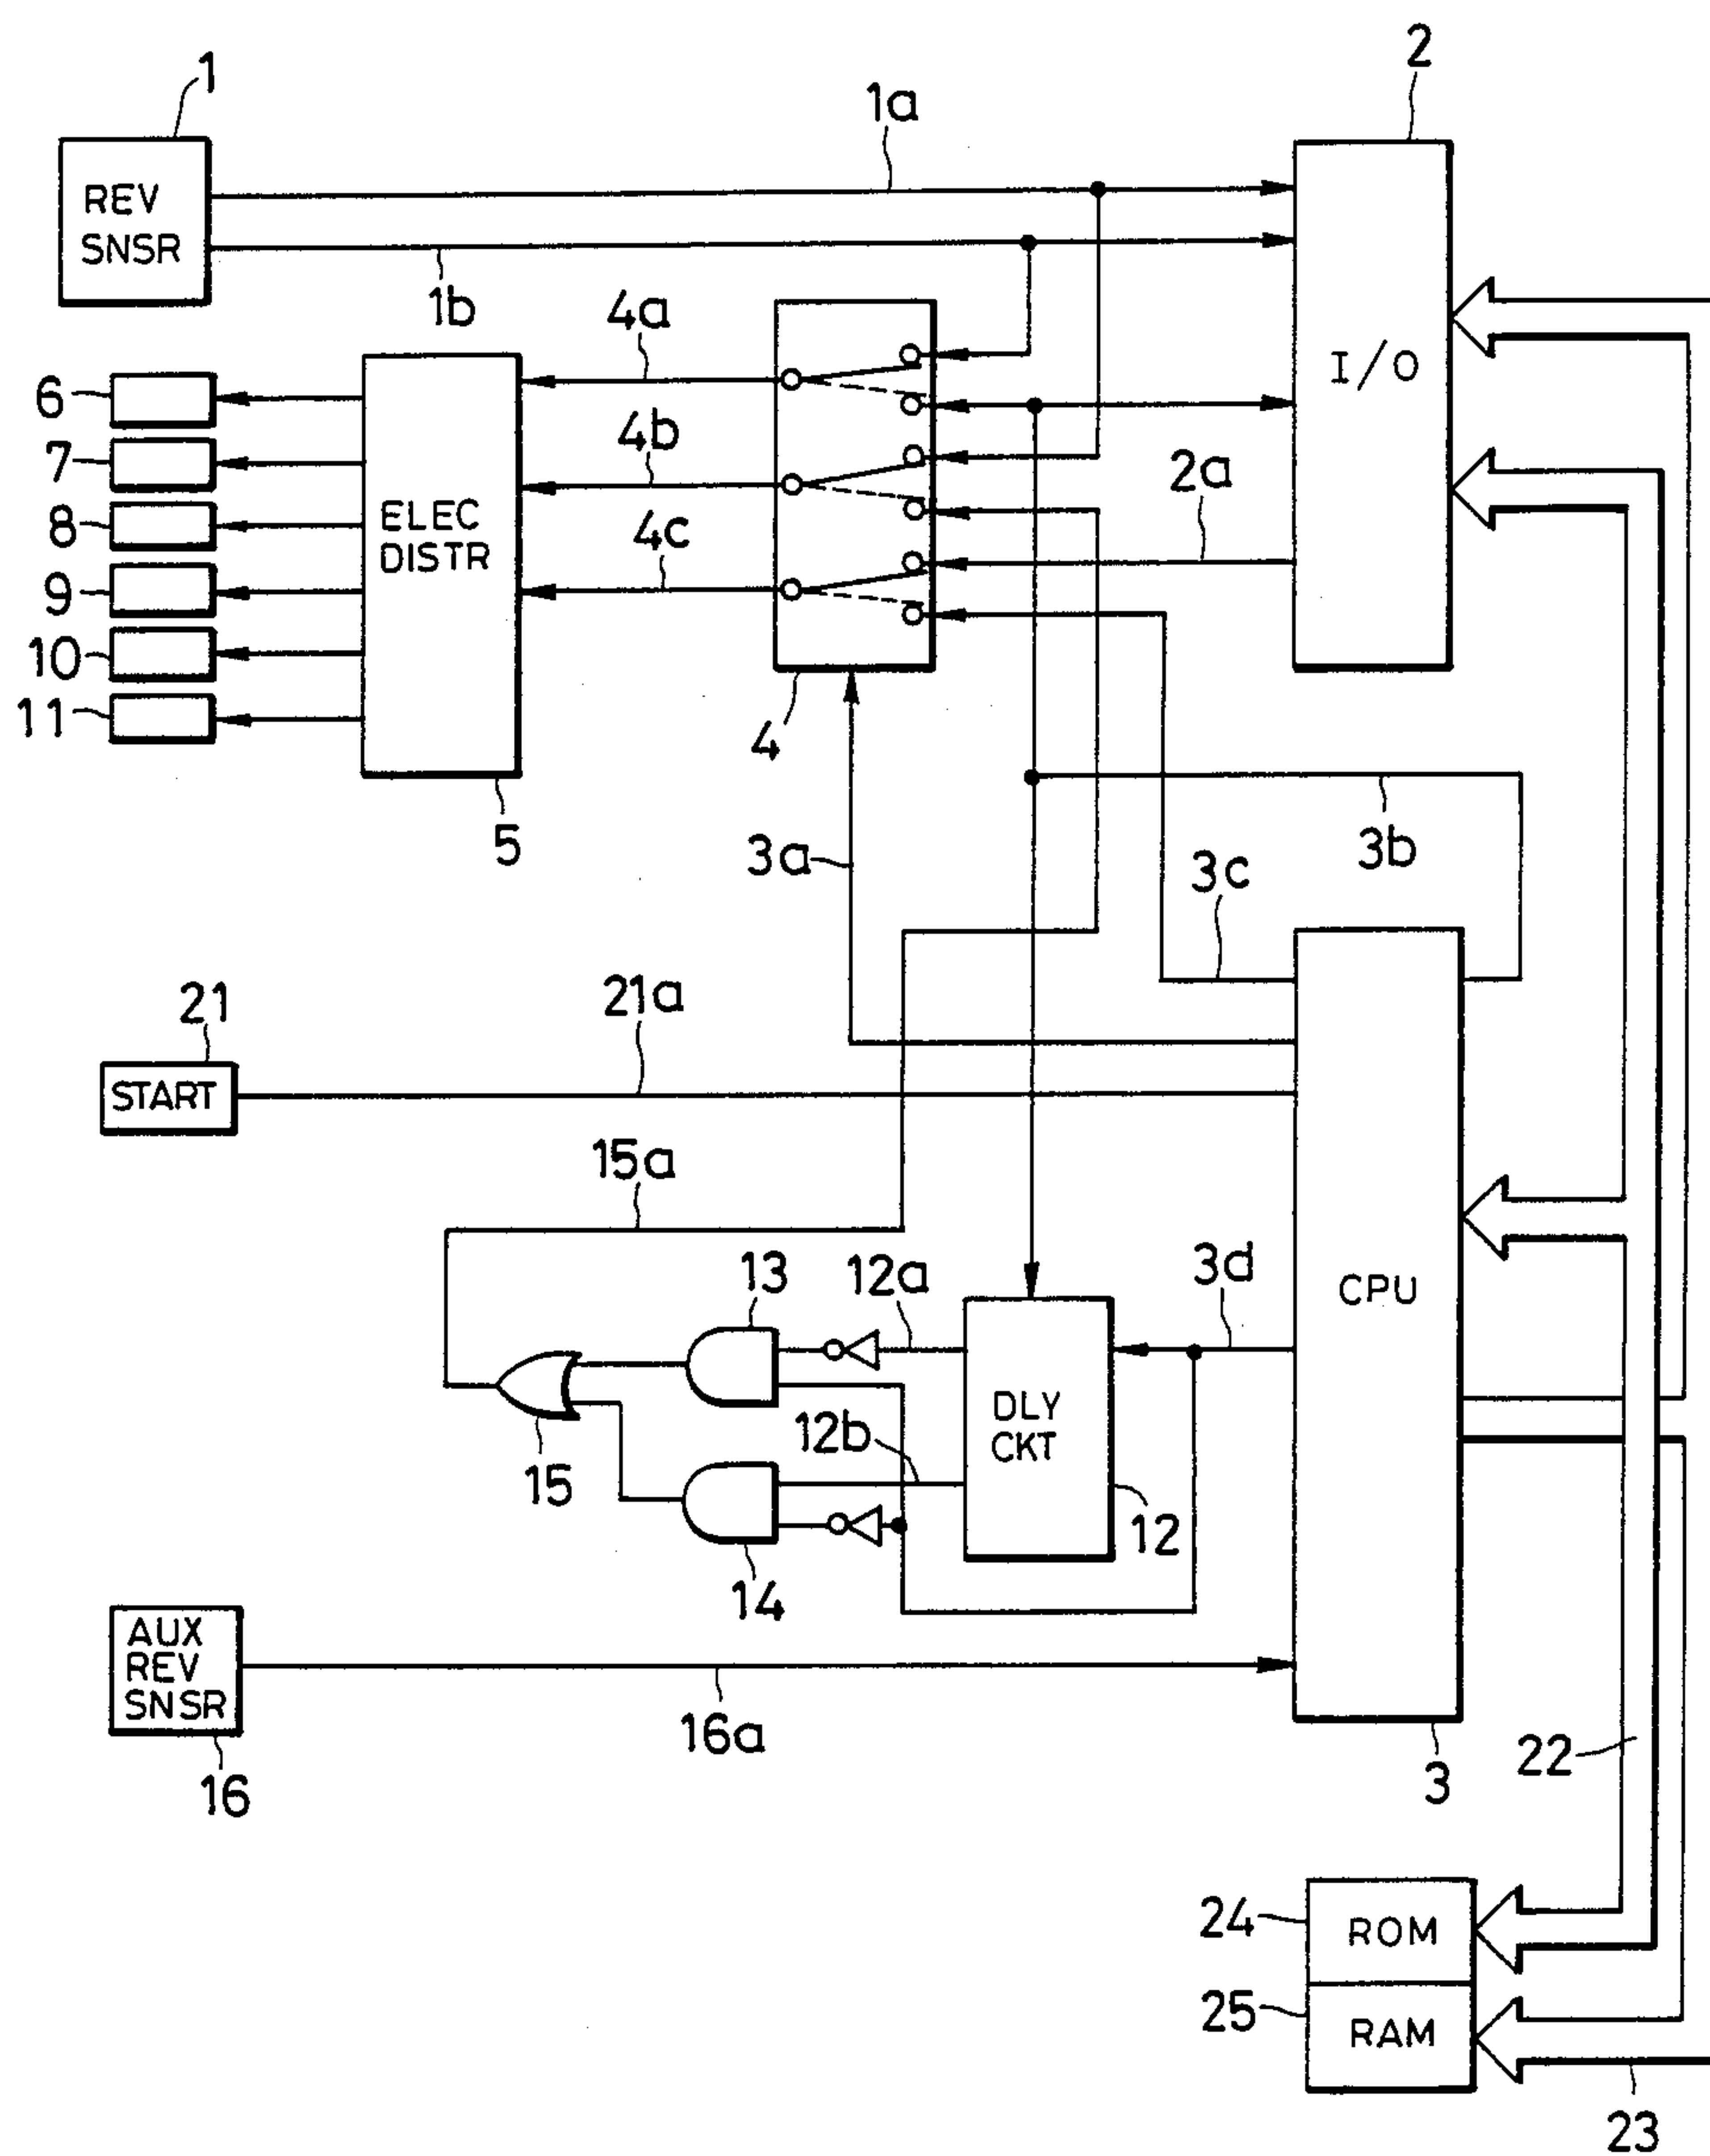 1
2
1a
REV
SNSR
1b
4a
I/O
6
4b
7
2a
8
ELEC
DISTR
4c
9
10
11
4
5
3a
3b
3c
21
21a
START
15a
13
12a
3d
CPU
DLY
CKT
12b
15
12
14
AUX
REV
SNSR
16a
22
16
3
24
ROM
25
RAM
23